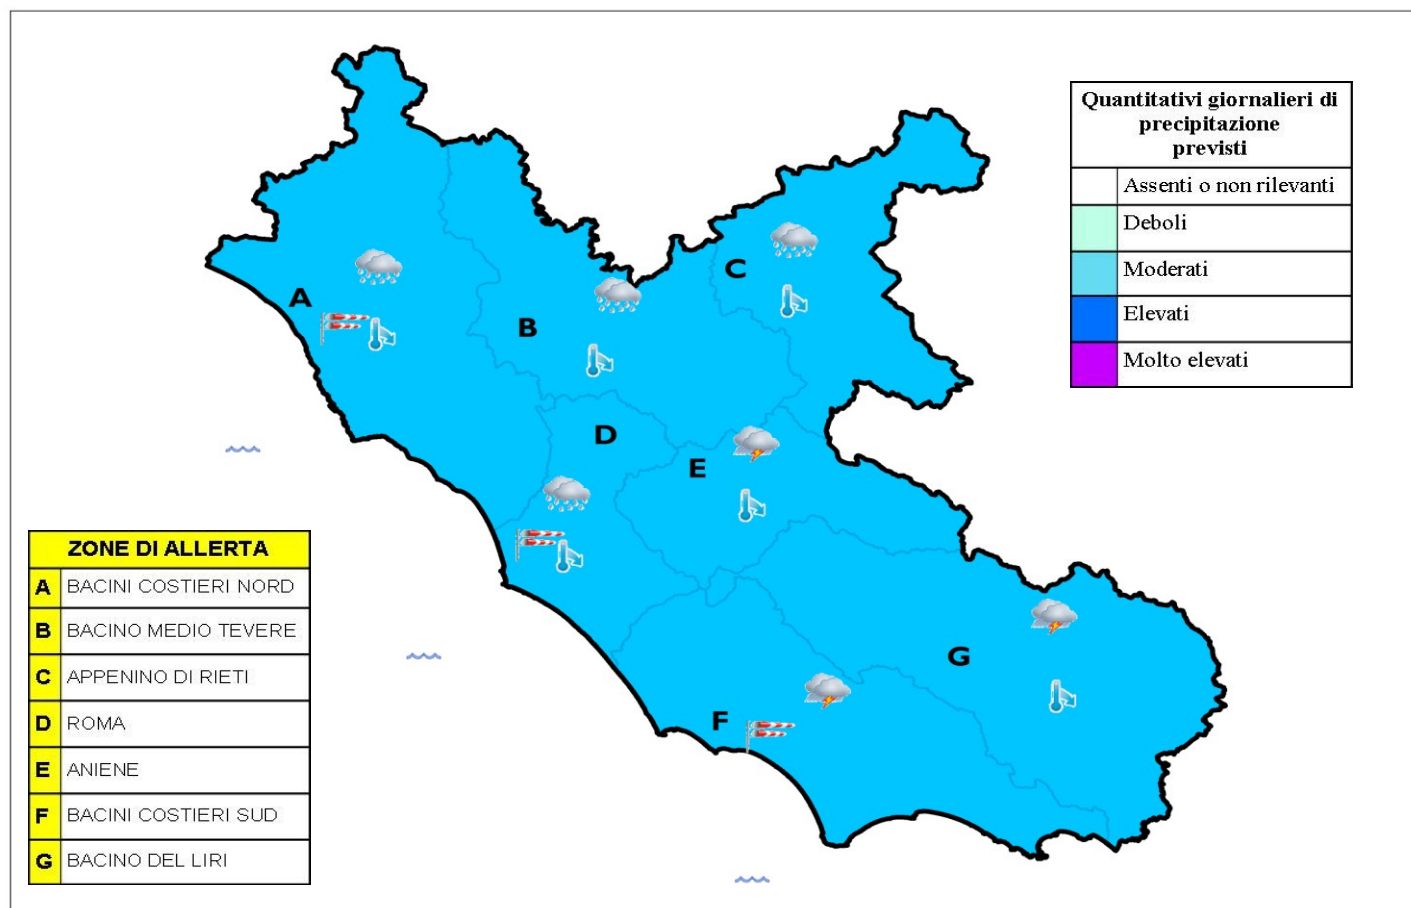 Quantitativi giornalieri di
precipitazione
previsti
Assenti o non rilevanti
Deboli
Moderati
Elevati
Molto elevati
A
B
C
D
E
F
G
ZONE DI ALLERTA
A BACINI COSTIERI NORD
B BACINO MEDIO TEVERE
C APPENINO DI RIETI
D ROMA
E ANIENE
F BACINI COSTIERI SUD
G BACINO DEL LIRI